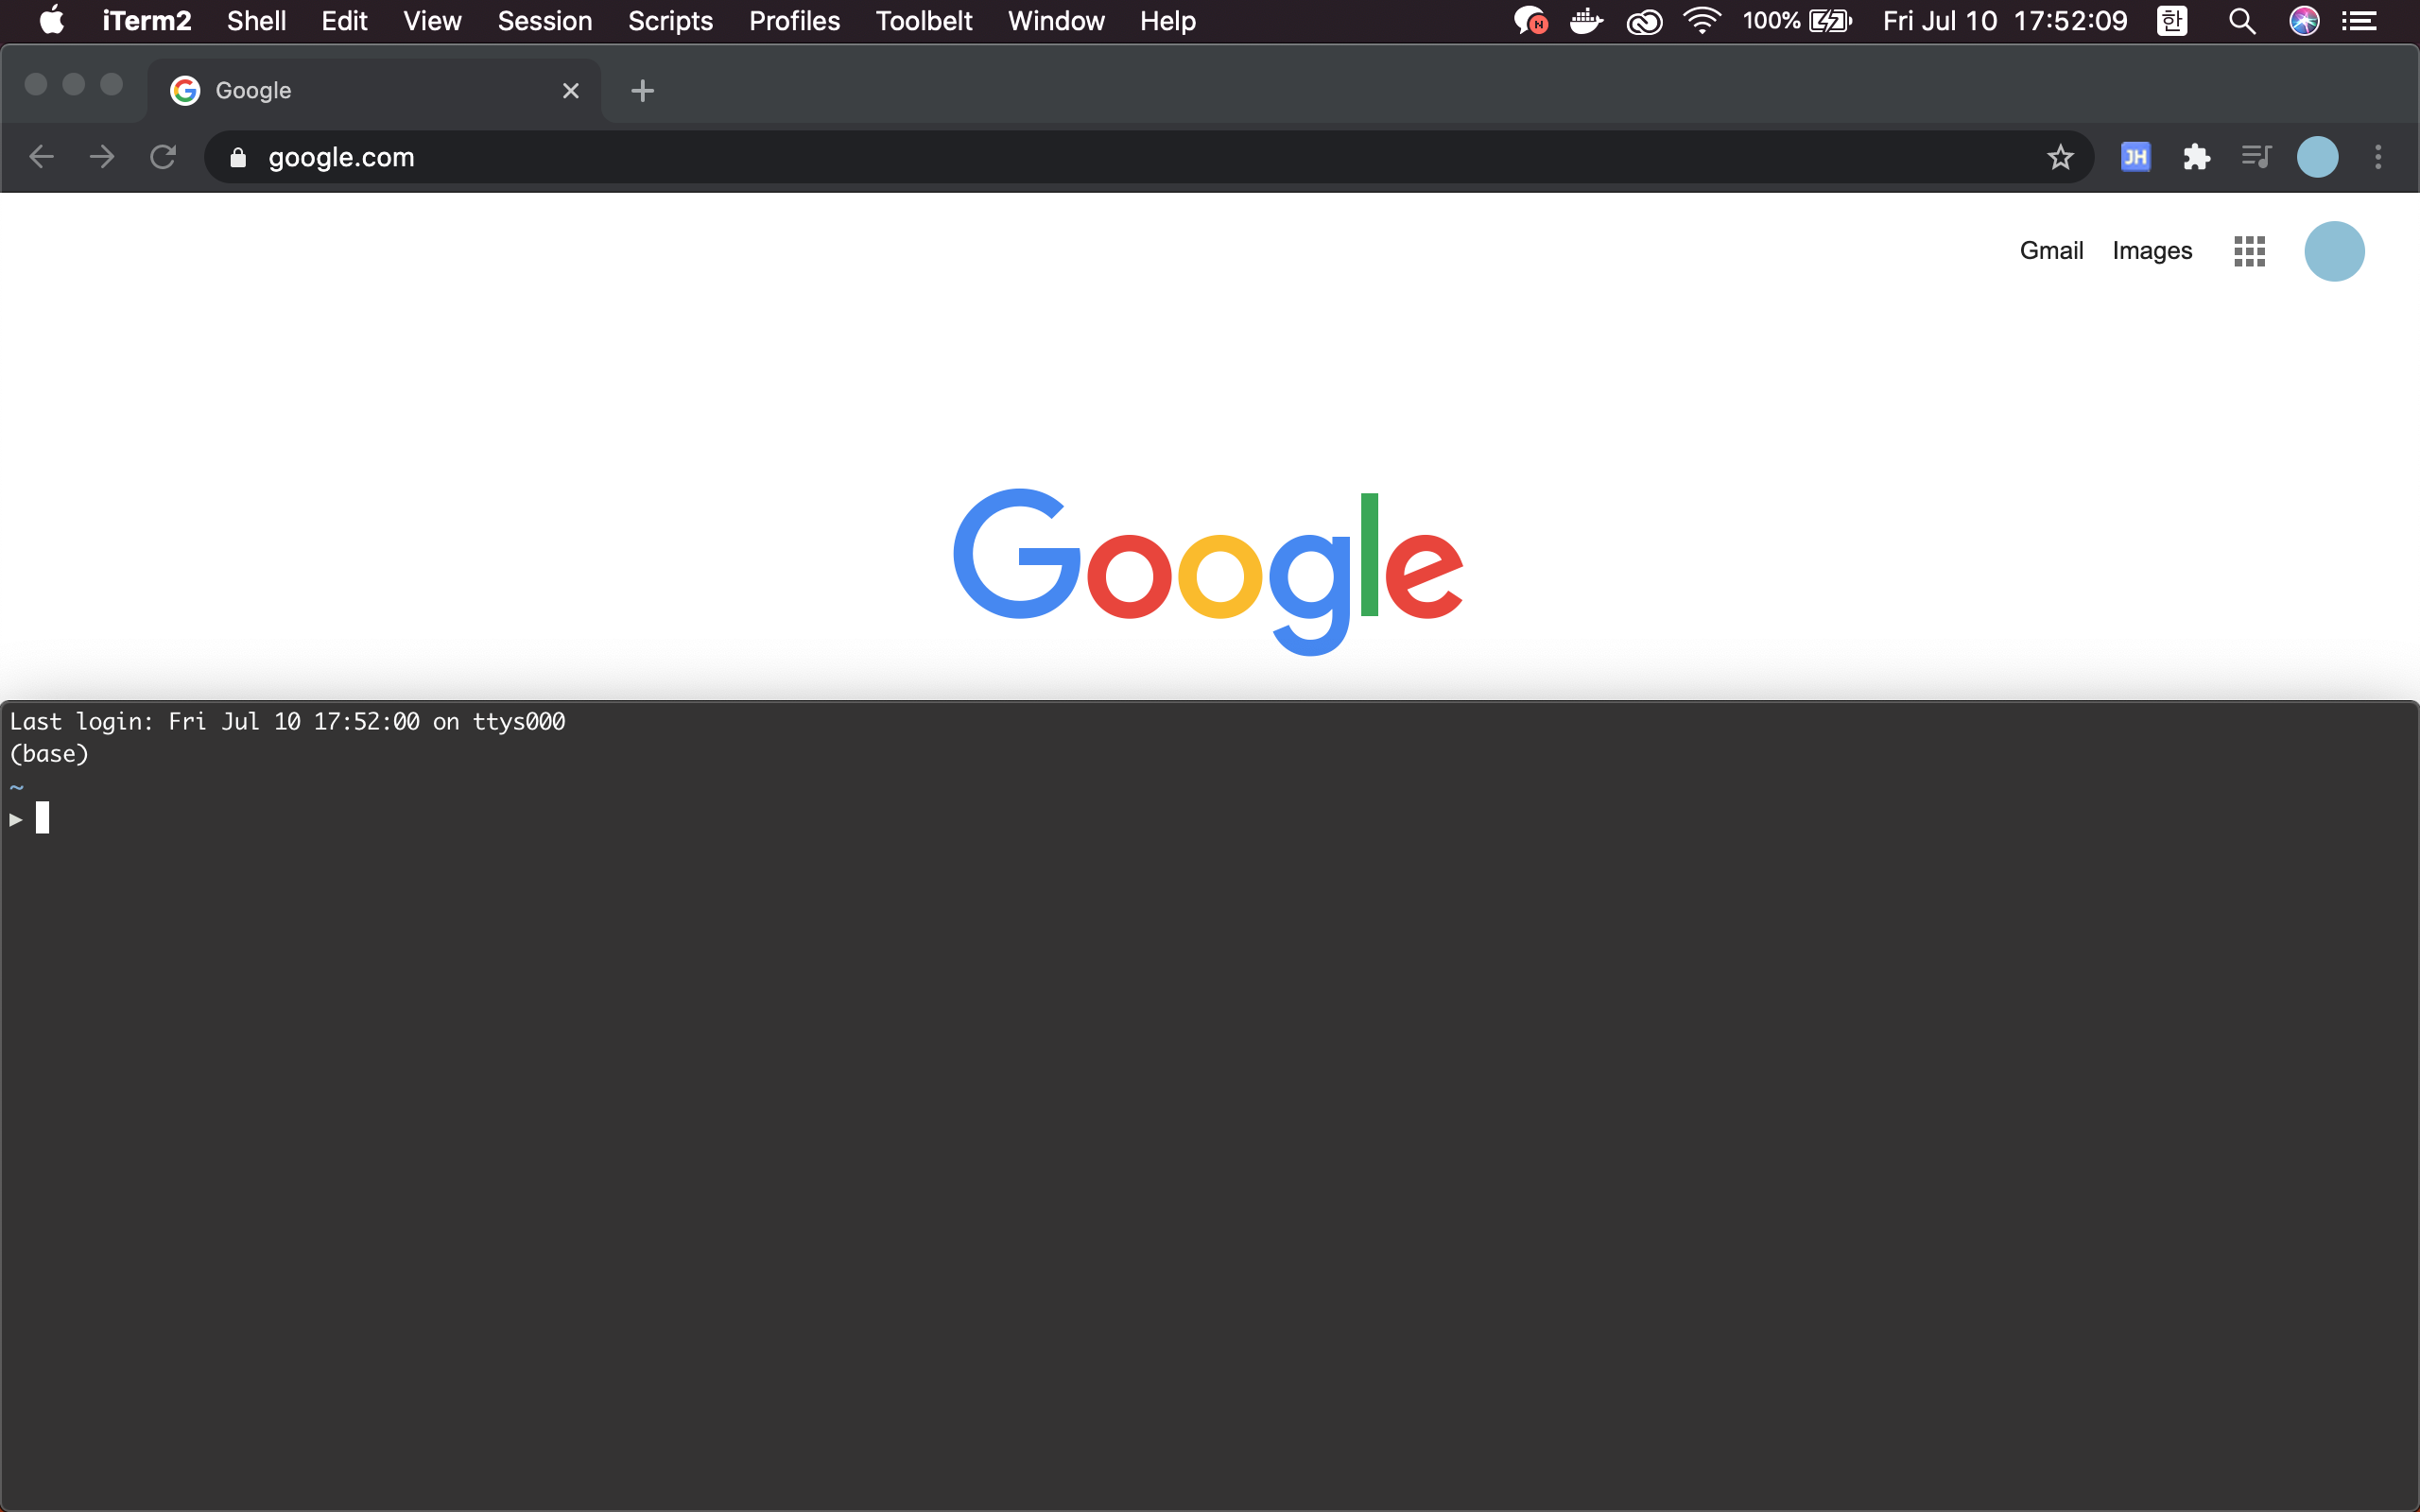 iTerm2 Shell Edit View Session Scripts Profiles Toolbelt Window Help N 100% Fri Jul 10 17:52:09 한
Google
google.com JH
Gmail Images
Google
Last login: Fri Jul 10 17:52:00 on ttys000
(base)
~
▶